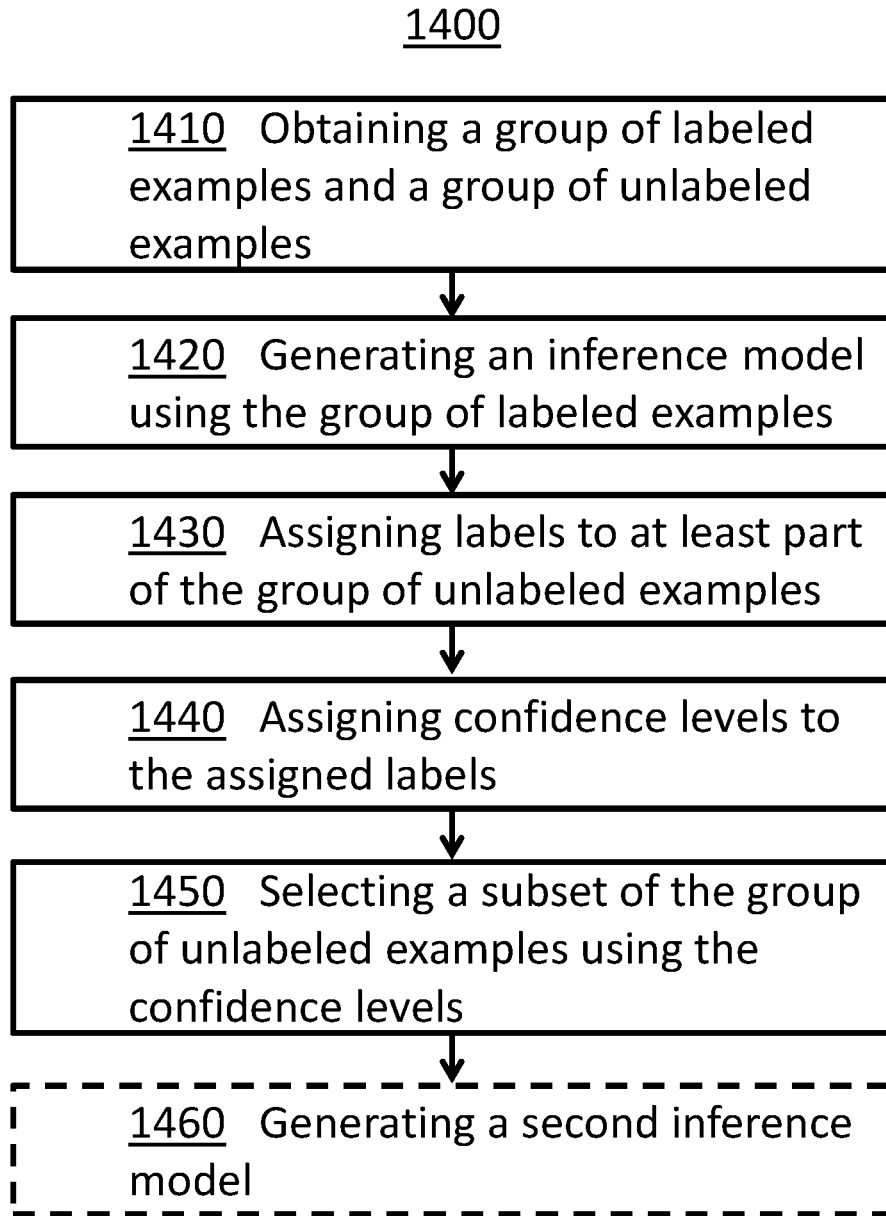 1400
1410 Obtaining a group of labeled
examples and a group of unlabeled
examples
1420 Generating an inference model
using the group of labeled examples
1430 Assigning labels to at least part
of the group of unlabeled examples
1440 Assigning confidence levels to
the assigned labels
1450 Selecting a subset of the group
of unlabeled examples using the
confidence levels
1460 Generating a second inference
model